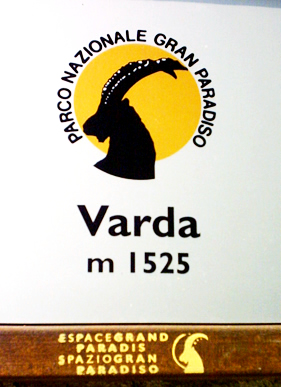 PARCO NAZIONALE GRAN PARADISO
Varda
m 1525
ESPACEGRAND
PARADIS
SPAZIOGRAN
PARADISO